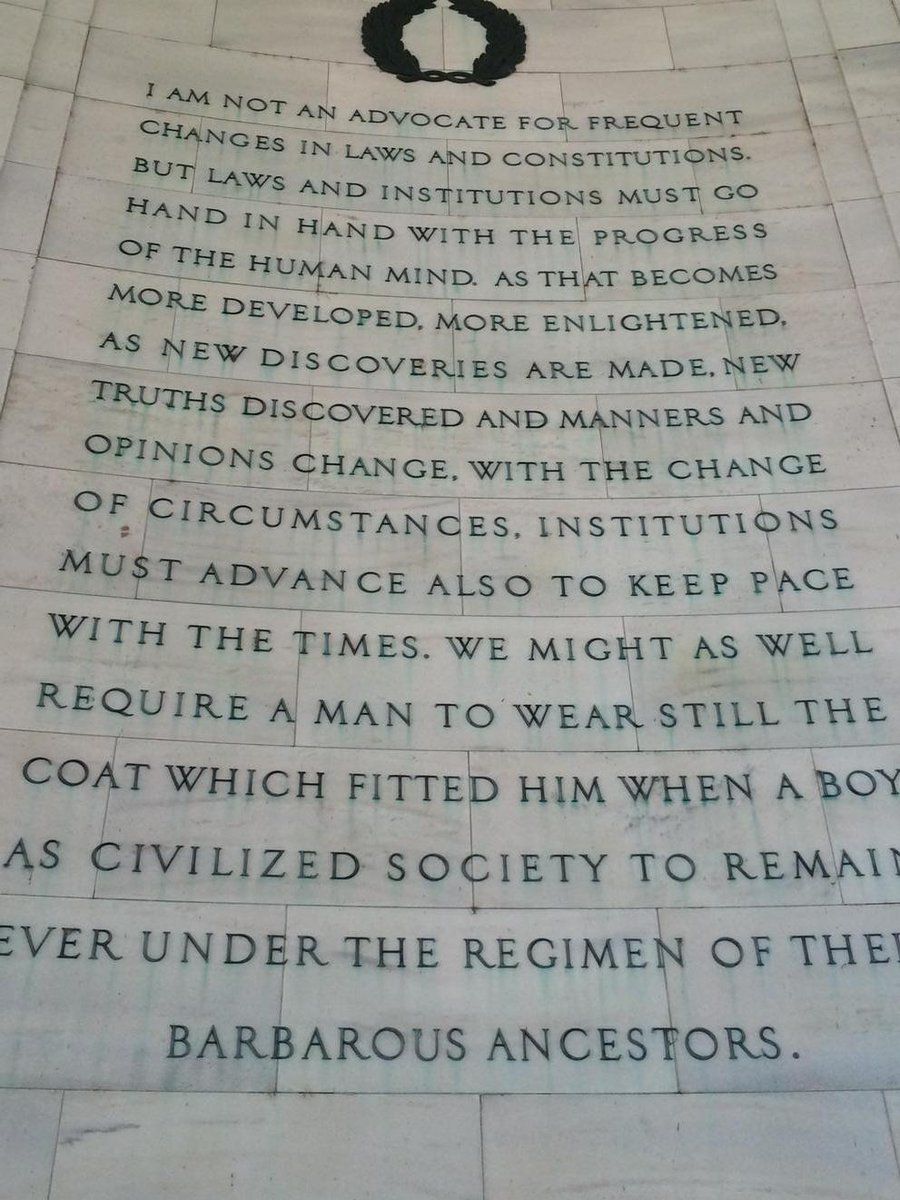 I AM NOT AN ADVOCATE FOR FREQUENT
CHANGES IN LAWS AND CONSTITUTIONS.
BUT LAWS AND INSTITUTIONS MUST GO
HAND IN HAND WITH THE PROGRESS
OF THE HUMAN MIND. AS THAT BECOMES
MORE DEVELOPED, MORE ENLIGHTENED,
AS NEW DISCOVERIES ARE MADE, NEW
TRUTHS DISCOVERED AND MANNERS AND
OPINIONS CHANGE, WITH THE CHANGE
OF CIRCUMSTANCES, INSTITUTIONS
MUST ADVANCE ALSO TO KEEP PACE
WITH THE TIMES. WE MIGHT AS WELL
REQUIRE A MAN TO WEAR STILL THE
COAT WHICH FITTED HIM WHEN A BOY
AS CIVILIZED SOCIETY TO REMAIN
EVER UNDER THE REGIMEN OF THEI
BARBAROUS ANCESTORS.